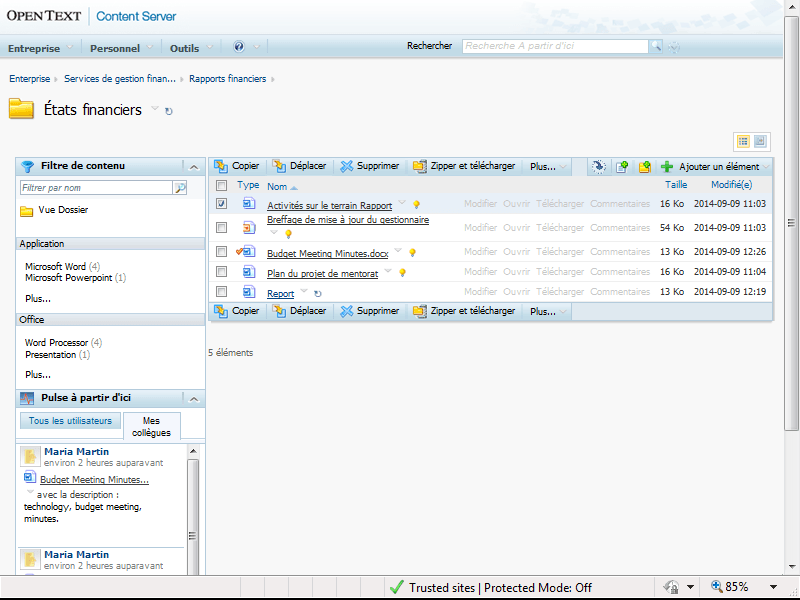 OPEN TEXT | Content Server
Entreprise Personnel Outils
Rechercher Recherche A partir d'ici
Entreprise Services de gestion finan... Rapports financiers
États financiers
Filtre de contenu
Filtrer par nom
Vue Dossier
Application
Microsoft Word (4)
Microsoft Powerpoint (1)
Plus...
Office
Word Processor (4)
Presentation (1)
Plus...
Pulse à partir d'ici
Tous les utilisateurs
Mes
collègues
Maria Martin
environ 2 heures auparavant
Budget Meeting Minutes...
avec la description :
technology, budget meeting,
minutes.
Maria Martin
environ 2 heures auparavant
Copier Déplacer Supprimer Zipper et télécharger Plus... Ajouter un élément
Type Nom Taille Modifié(e)
Activités sur le terrain Rapport Modifier Ouvrir Télécharger Commentaires 16 Ko 2014-09-09 11:03
Breffage de mise à jour du gestionnaire Modifier Ouvrir Télécharger Commentaires 54 Ko 2014-09-09 11:03
Budget Meeting Minutes.docx Modifier Ouvrir Télécharger Commentaires 13 Ko 2014-09-09 12:26
Plan du projet de mentorat Modifier Ouvrir Télécharger Commentaires 16 Ko 2014-09-09 11:04
Report Modifier Ouvrir Télécharger Commentaires 13 Ko 2014-09-09 12:19
Copier Déplacer Supprimer Zipper et télécharger Plus...
5 éléments
Trusted sites | Protected Mode: Off 85%